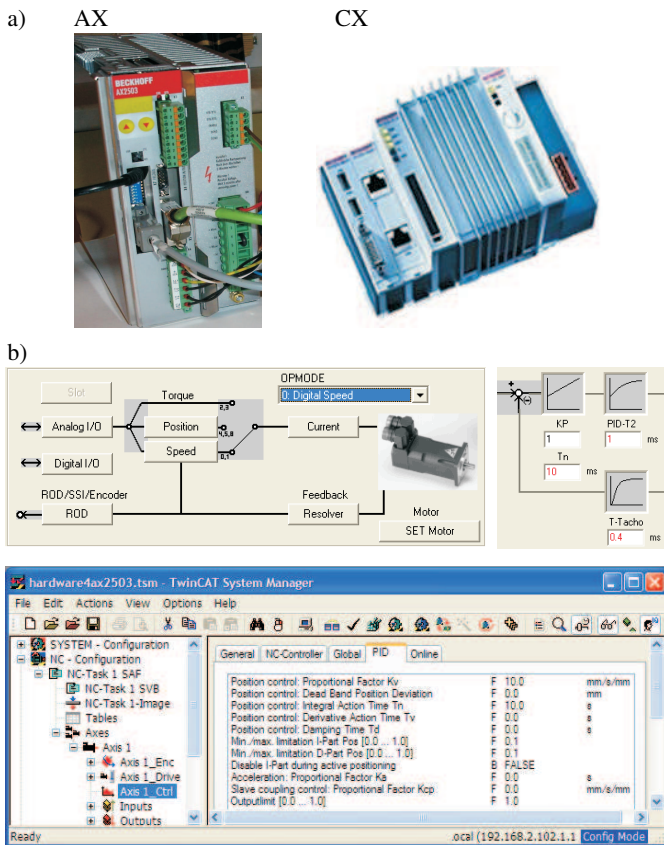 a) AX CX
BECKHOFF
AX2503
b)
OPMODE
0: Digital Speed
Slot
Torque
2,3
Analog I/O
Position
4,5,8
Current
Speed
0,1
Digital I/O
ROD/SSI/Encoder
Feedback
ROD
Resolver
Motor
SET Motor
+
(-)
KP
PID-T2
1
1 ms
Tn
10 ms
T-Tacho
0.4 ms
hardware4ax2503.tsm - TwinCAT System Manager
File Edit Actions View Options Help
SYSTEM - Configuration
NC - Configuration
NC-Task 1 SAF
NC-Task 1 SVB
NC-Task 1-Image
Tables
Axes
Axis 1
Axis 1_Enc
Axis 1_Drive
Axis 1_Ctrl
Inputs
Outputs
General NC-Controller Global PID Online
Position control: Proportional Factor Kv F 10.0 mm/s/mm
Position control: Dead Band Position Deviation F 0.0 mm
Position control: Integral Action Time Tn F 10.0 s
Position control: Derivative Action Time Tv F 0.0 s
Position control: Damping Time Td F 0.0 s
Min./max. limitation I-Part Pos [0.0 ... 1.0] F 0.1
Min./max. limitation D-Part Pos [0.0 ... 1.0] F 0.1
Disable I-Part during active positioning B FALSE
Acceleration: Proportional Factor Ka F 0.0 s
Slave coupling control: Proportional Factor Kcp F 0.0 mm/s/mm
Outputlimit [0.0 ... 1.0] F 1.0
Ready .ocal (192.168.2.102.1.1 Config Mode